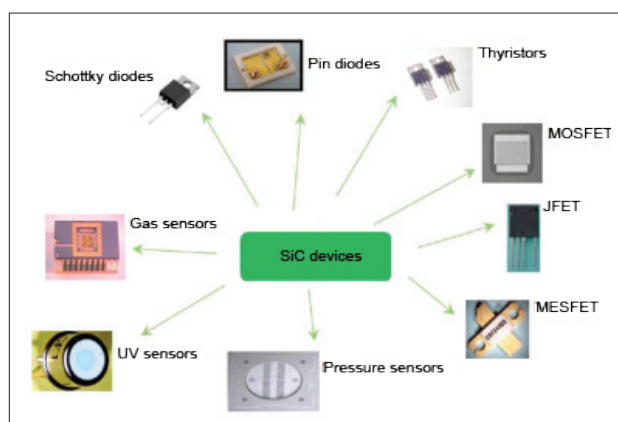 Schottky diodes
Pin diodes
Thyristors
MOSFET
JFET
MESFET
Pressure sensors
UV sensors
Gas sensors
SiC devices